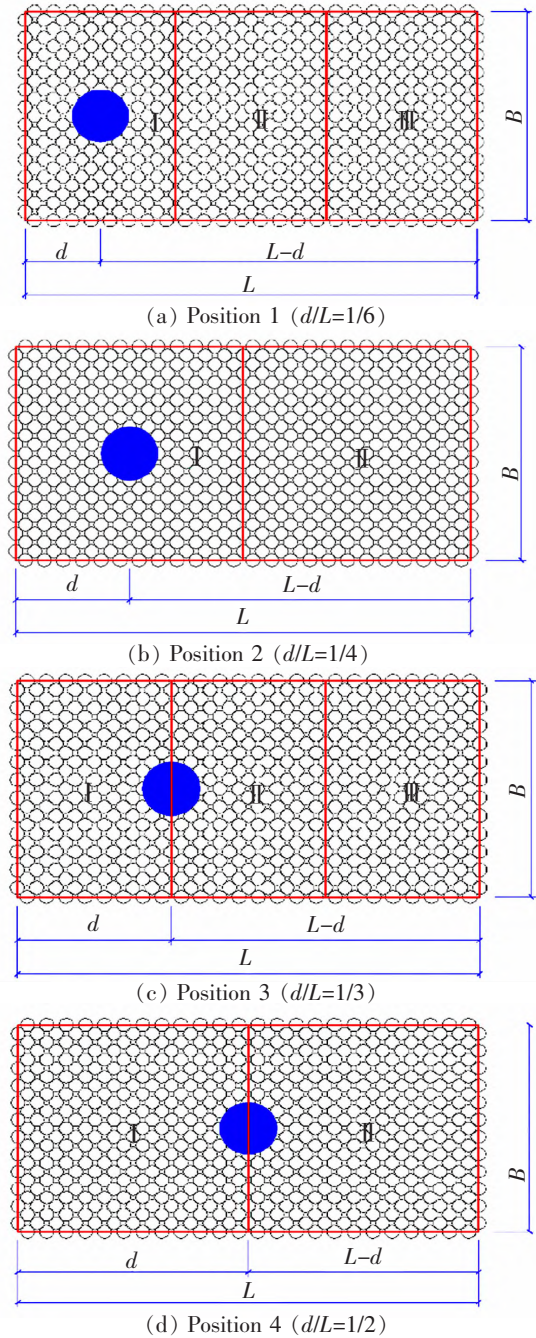 I II III
B
d L-d
L
(a) Position 1 (d/L=1/6)
I II
B
d L-d
L
(b) Position 2 (d/L=1/4)
I II III
B
d L-d
L
(c) Position 3 (d/L=1/3)
I II
B
d L-d
L
(d) Position 4 (d/L=1/2)